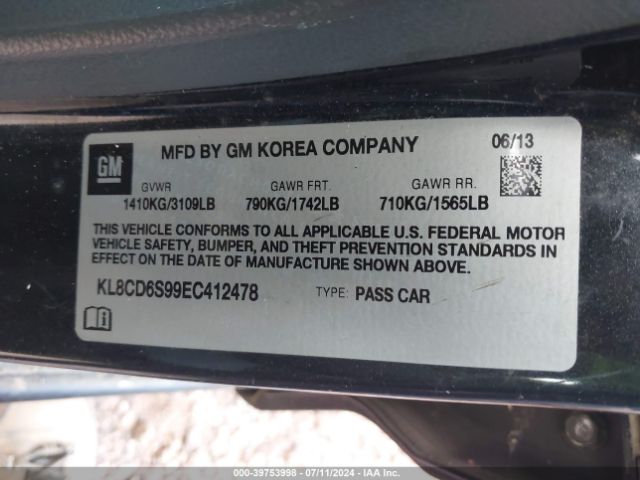 GM
MFD BY GM KOREA COMPANY
06/13
GVWR GAWR FRT. GAWR RR.
1410KG/3109LB 790KG/1742LB 710KG/1565LB
THIS VEHICLE CONFORMS TO ALL APPLICABLE U.S. FEDERAL MOTOR
VEHICLE SAFETY, BUMPER, AND THEFT PREVENTION STANDARDS IN
EFFECT ON THE DATE OF MANUFACTURE SHOWN ABOVE.
KL8CD6S99EC412478 TYPE: PASS CAR
i
000-39753998 - 07/11/2024 - IAA Inc.